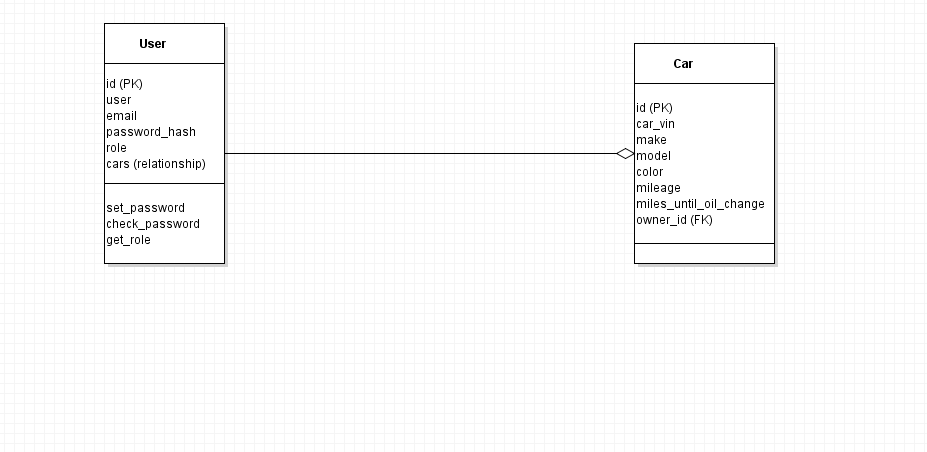 User
id (PK)
user
email
password_hash
role
cars (relationship)
set_password
check_password
get_role
Car
id (PK)
car_vin
make
model
color
mileage
miles_until_oil_change
owner_id (FK)